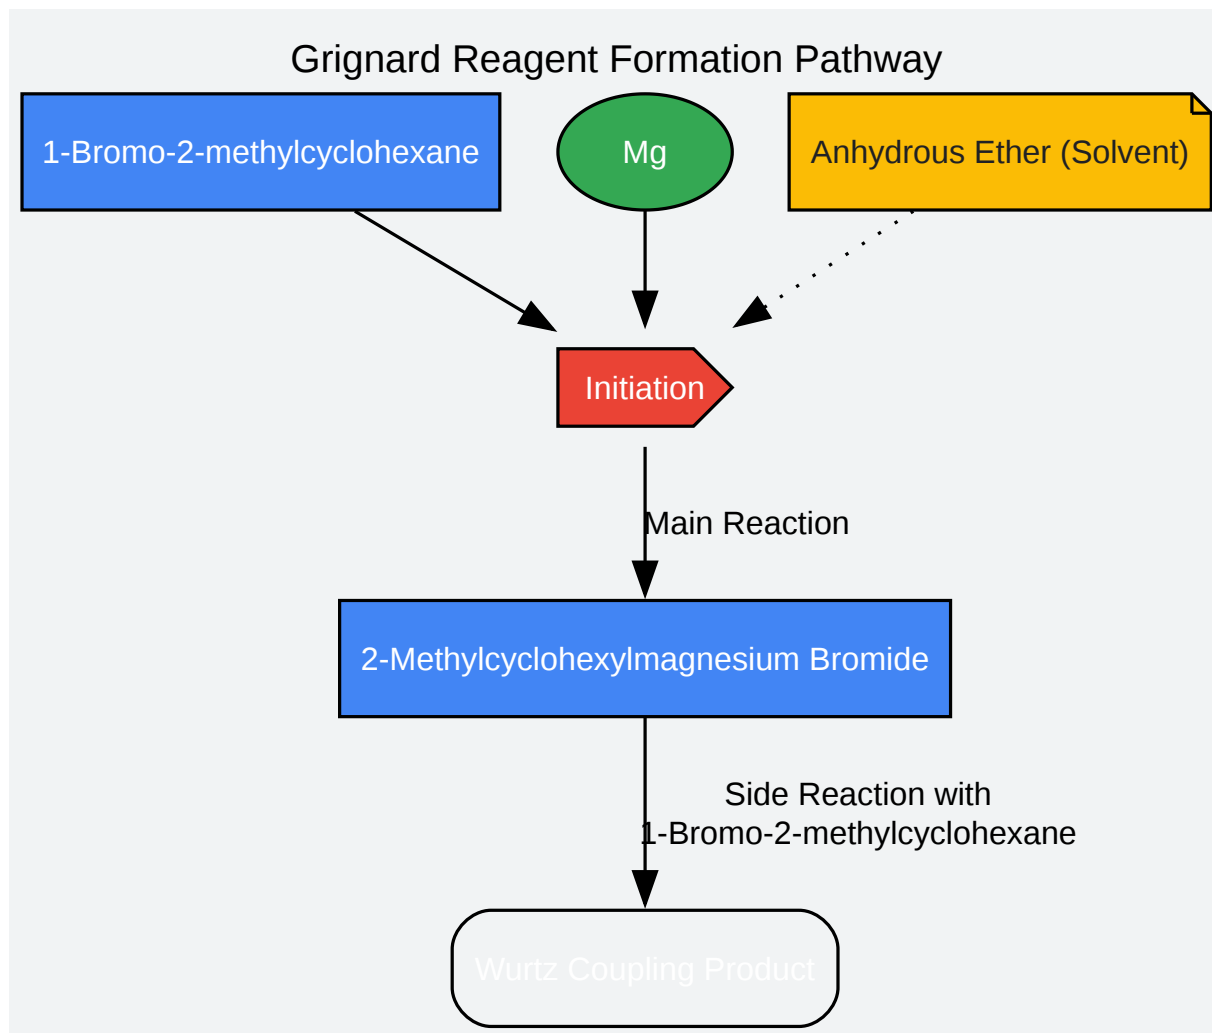 Grignard Reagent Formation Pathway
1-Bromo-2-methylcyclohexane
Mg
Anhydrous Ether (Solvent)
Initiation
Main Reaction
2-Methylcyclohexylmagnesium Bromide
Side Reaction with
1-Bromo-2-methylcyclohexane
Wurtz Coupling Product